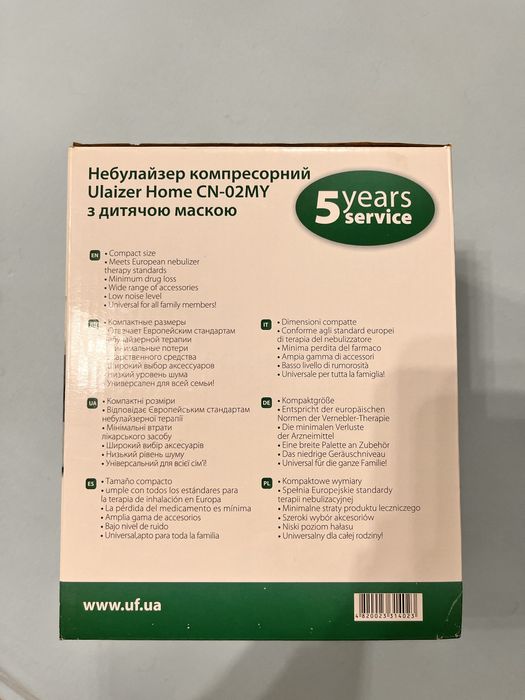 Небулайзер компресорний
Ulaizer Home CN-02MY
з дитячою маскою
5 years
service
EN
• Compact size
• Meets European nebulizer
therapy standards
• Minimum drug loss
• Wide range of accessories
• Low noise level
• Universal for all family members!
• Компактные размеры
Отвечает Европейским стандартам
небулайзерной терапии
Минимальные потери
лекарственного средства
Широкий выбор аксессуаров
Низкий уровень шума
Универсален для всей семьи!
IT
• Dimensioni compatte
• Conforme agli standard europei
di terapia del nebulizzatore
• Minima perdita del farmaco
• Ampia gamma di accessori
• Basso livello di rumorosità
• Universale per tutta la famiglia!
UA
• Компактні розміри
• Відповідає Європейським стандартам
небулайзерної терапії
• Мінімальні втрати
лікарського засобу
• Широкий вибір аксесуарів
• Низький рівень шуму
• Універсальний для всієї сім'ї!
DE
• Kompaktgröße
• Entspricht der europäischen
Normen der Vernebler-Therapie
• Die minimalen Verluste
der Arzneimittel
• Eine breite Palette an Zubehör
• Das niedrige Geräuschniveau
• Universal für die ganze Familie!
ES
• Tamaño compacto
• umple con todos los estándares para
la terapia de inhalación en Europa
• La pérdida del medicamento es mínima
• Amplia gama de accesorios
• Bajo nivel de ruido
• Universal,apto para toda la familia
PL
• Kompaktowe wymiary
• Spełnia Europejskie standardy
terapii nebulizacyjnej
• Minimalne straty produktu leczniczego
• Szeroki wybór akcesoriów
• Niski poziom hałasu
• Uniwersalny dla całej rodziny!
www.uf.ua
4820023314023